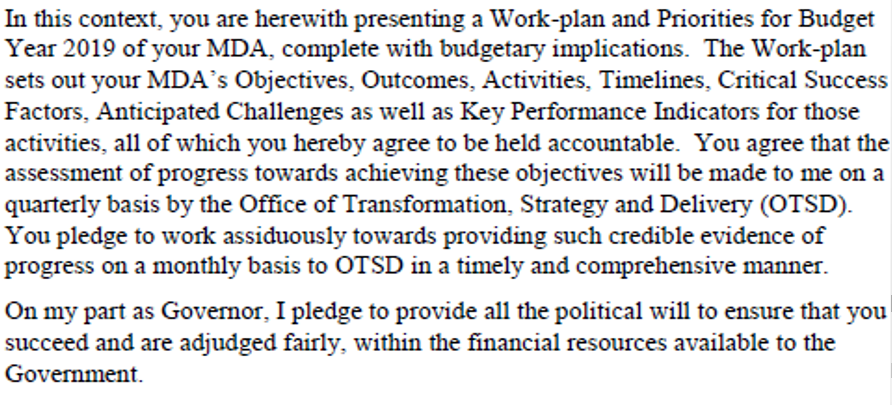 In this context, you are herewith presenting a Work-plan and Priorities for Budget
Year 2019 of your MDA, complete with budgetary implications.  The Work-plan
sets out your MDA’s Objectives, Outcomes, Activities, Timelines, Critical Success
Factors, Anticipated Challenges as well as Key Performance Indicators for those
activities, all of which you hereby agree to be held accountable.  You agree that the
assessment of progress towards achieving these objectives will be made to me on a
quarterly basis by the Office of Transformation, Strategy and Delivery (OTSD).
You pledge to work assiduously towards providing such credible evidence of
progress on a monthly basis to OTSD in a timely and comprehensive manner.
On my part as Governor, I pledge to provide all the political will to ensure that you
succeed and are adjudged fairly, within the financial resources available to the
Government.